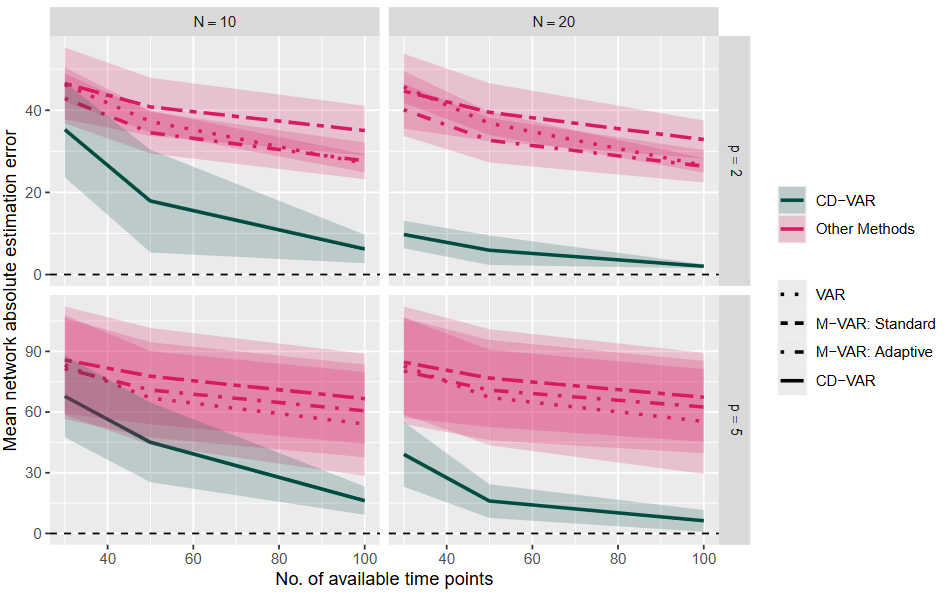 N = 10
N = 20
Mean network absolute estimation error
40
20
0
p = 2
90
60
30
0
p = 5
40
60
80
100
40
60
80
100
No. of available time points
CD−VAR
Other Methods
VAR
M−VAR: Standard
M−VAR: Adaptive
CD−VAR